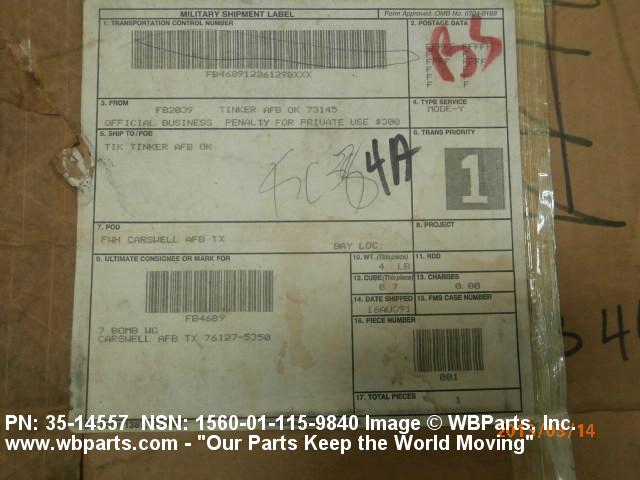 MILITARY SHIPMENT LABEL
Form Approved. OMB No. 0704-0188
1. TRANSPORTATION CONTROL NUMBER
FB46891226129BXXX
2. POSTAGE DATA
3. FROM
FB2039 TINKER AFB OK 73145
OFFICIAL BUSINESS PENALTY FOR PRIVATE USE $300
4. TYPE SERVICE
MODE-Y
5. SHIP TO/POE
TIK TINKER AFB OK
4A
6. TRANS PRIORITY
1
7. POD
FWH CARSWELL AFB TX
BAY LOC:
8. PROJECT
9. ULTIMATE CONSIGNEE OR MARK FOR
FB4689
7 BOMB WG
CARSWELL AFB TX 76127-5350
10. WT. (This piece)
4 LB
11. RDD
12. CUBE (This piece)
0.7
13. CHARGES
0.00
14. DATE SHIPPED
16AUG91
15. FMS CASE NUMBER
16. PIECE NUMBER
001
17. TOTAL PIECES
1
PN: 35-14557 NSN: 1560-01-115-9840 Image © WBParts, Inc.
www.wbparts.com - "Our Parts Keep the World Moving"